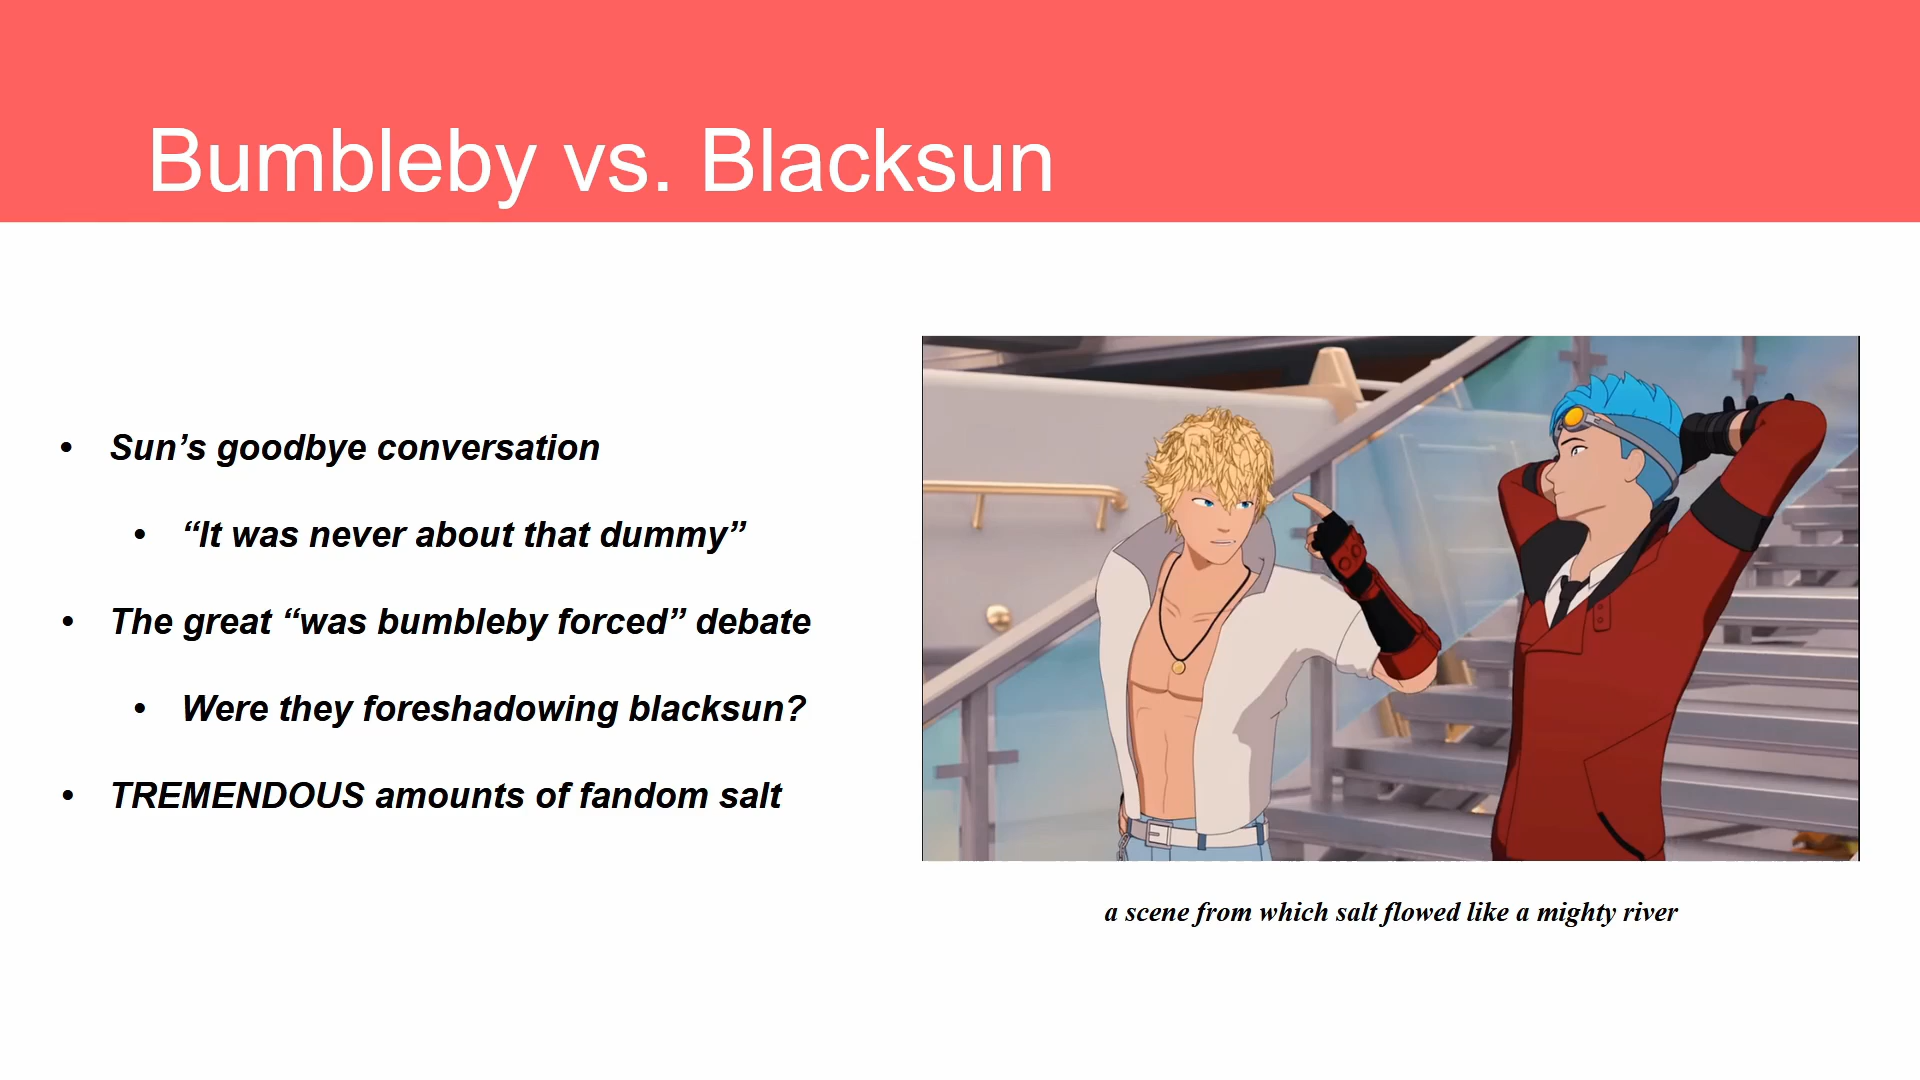 Bumbleby vs. Blacksun
• Sun’s goodbye conversation
• “It was never about that dummy”
• The great “was bumbleby forced” debate
• Were they foreshadowing blacksun?
• TREMENDOUS amounts of fandom salt
a scene from which salt flowed like a mighty river